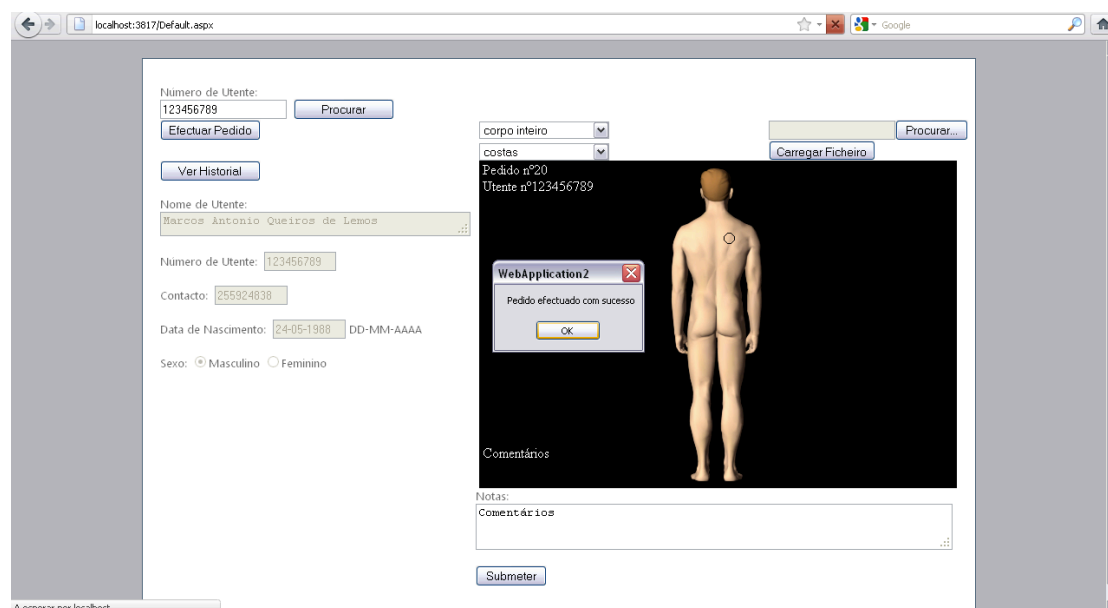 localhost:3817/Default.aspx
Google
Número de Utente:
123456789
Procurar
Efectuar Pedido
corpo inteiro
Procurar...
costas
Carregar Ficheiro
Ver Historial
Pedido nº20
Utente nº123456789
Nome de Utente:
Marcos Antonio Queiros de Lemos
Número de Utente: 123456789
WebApplication2
Pedido efectuado com sucesso
OK
Contacto: 255924838
Data de Nascimento: 24-05-1988 DD-MM-AAAA
Sexo: Masculino Feminino
Comentários
Notas:
Comentários
Submeter
A esperar por localhost